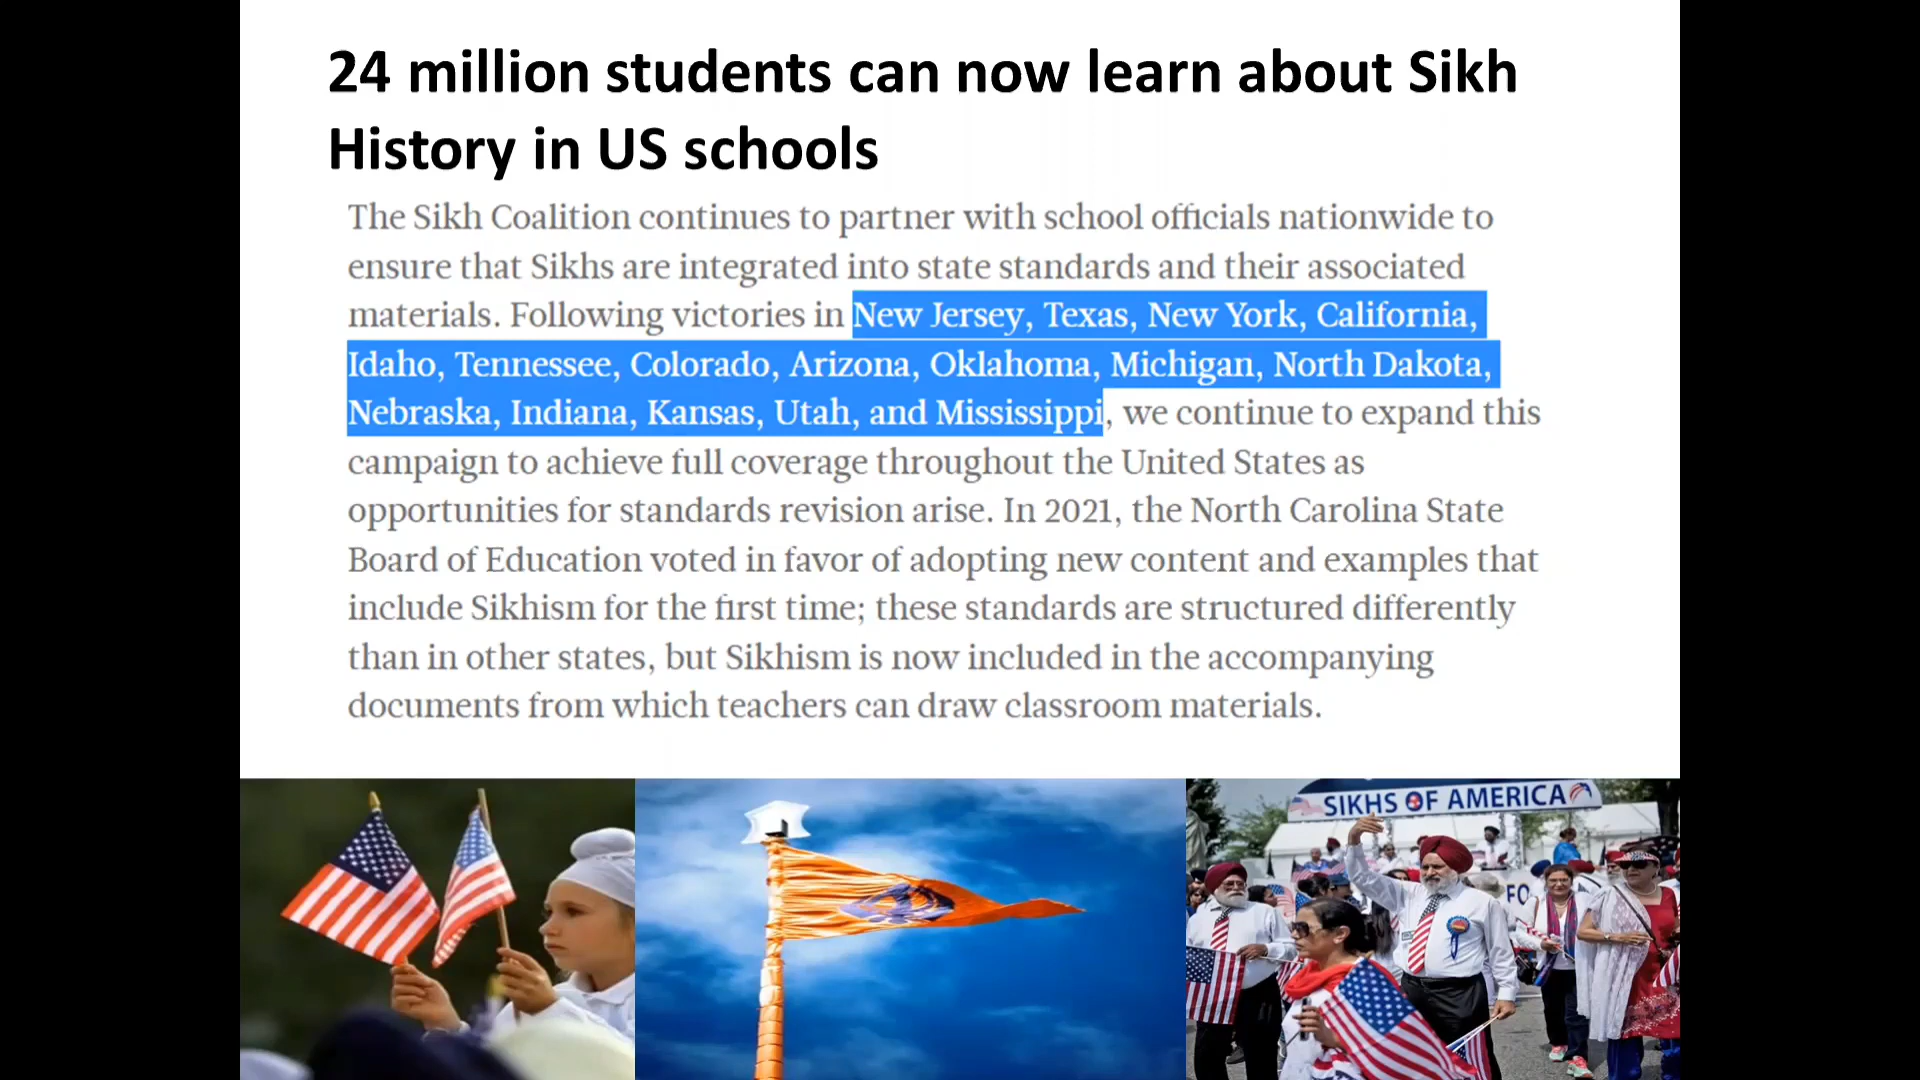 24 million students can now learn about Sikh
History in US schools
The Sikh Coalition continues to partner with school officials nationwide to
ensure that Sikhs are integrated into state standards and their associated
materials. Following victories in New Jersey, Texas, New York, California,
Idaho, Tennessee, Colorado, Arizona, Oklahoma, Michigan, North Dakota,
Nebraska, Indiana, Kansas, Utah, and Mississippi, we continue to expand this
campaign to achieve full coverage throughout the United States as
opportunities for standards revision arise. In 2021, the North Carolina State
Board of Education voted in favor of adopting new content and examples that
include Sikhism for the first time; these standards are structured differently
than in other states, but Sikhism is now included in the accompanying
documents from which teachers can draw classroom materials.
SIKHS OF AMERICA
FO